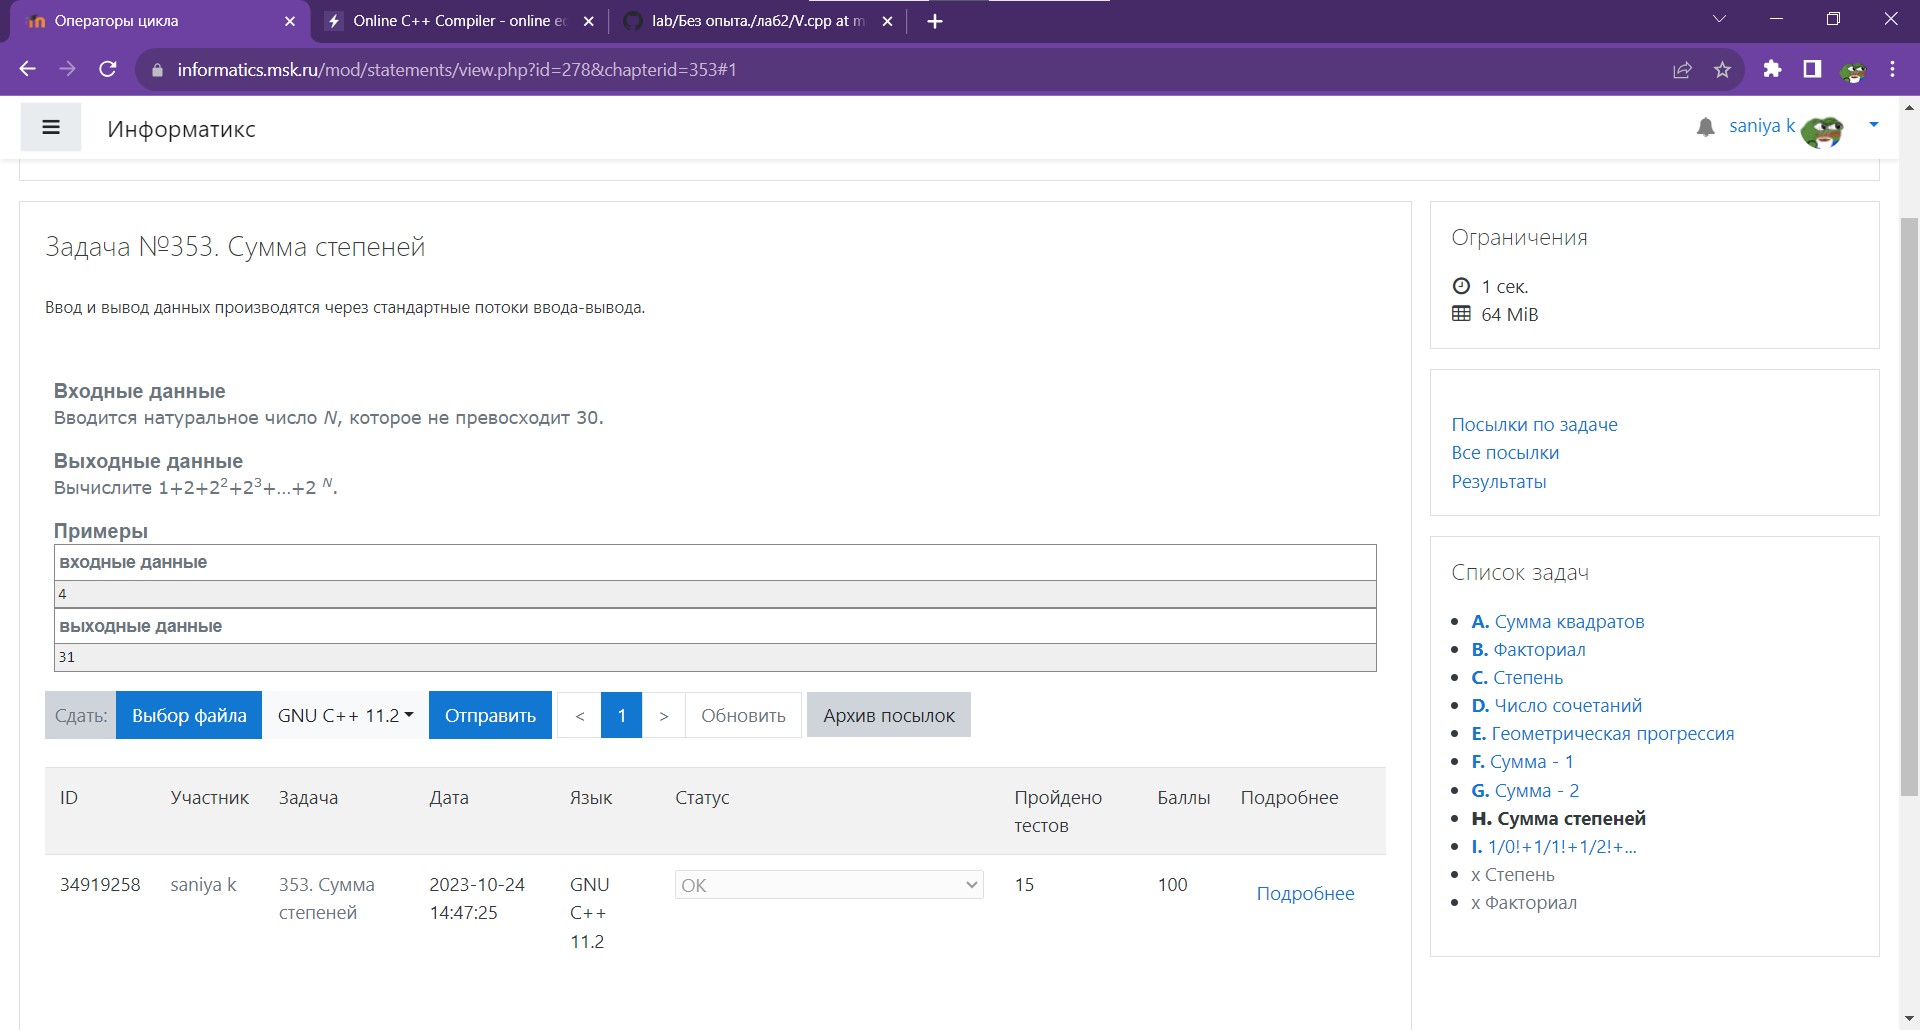 Операторы цикла
Online C++ Compiler - online ed
lab/Без опыта./ла62/V.cpp at m
informatics.msk.ru/mod/statements/view.php?id=278&chapterid=353#1
Информатикс
saniya k
Задача №353. Сумма степеней
Ввод и вывод данных производятся через стандартные потоки ввода-вывода.
Входные данные
Вводится натуральное число N, которое не превосходит 30.
Выходные данные
Вычислите 1+2+2²+2³+...+2 ᴺ.
Примеры
входные данные
4
выходные данные
31
Сдать: Выбор файла GNU C++ 11.2 Отправить < 1 > Обновить Архив посылок
ID Участник Задача Дата Язык Статус Пройдено тестов Баллы Подробнее
34919258 saniya k 353. Сумма степеней 2023-10-24 14:47:25 GNU C++ 11.2 OK 15 100 Подробнее
Ограничения
1 сек.
64 MiB
Посылки по задаче
Все посылки
Результаты
Список задач
A. Сумма квадратов
B. Факториал
C. Степень
D. Число сочетаний
E. Геометрическая прогрессия
F. Сумма - 1
G. Сумма - 2
H. Сумма степеней
I. 1/0!+1/1!+1/2!+...
x Степень
x Факториал